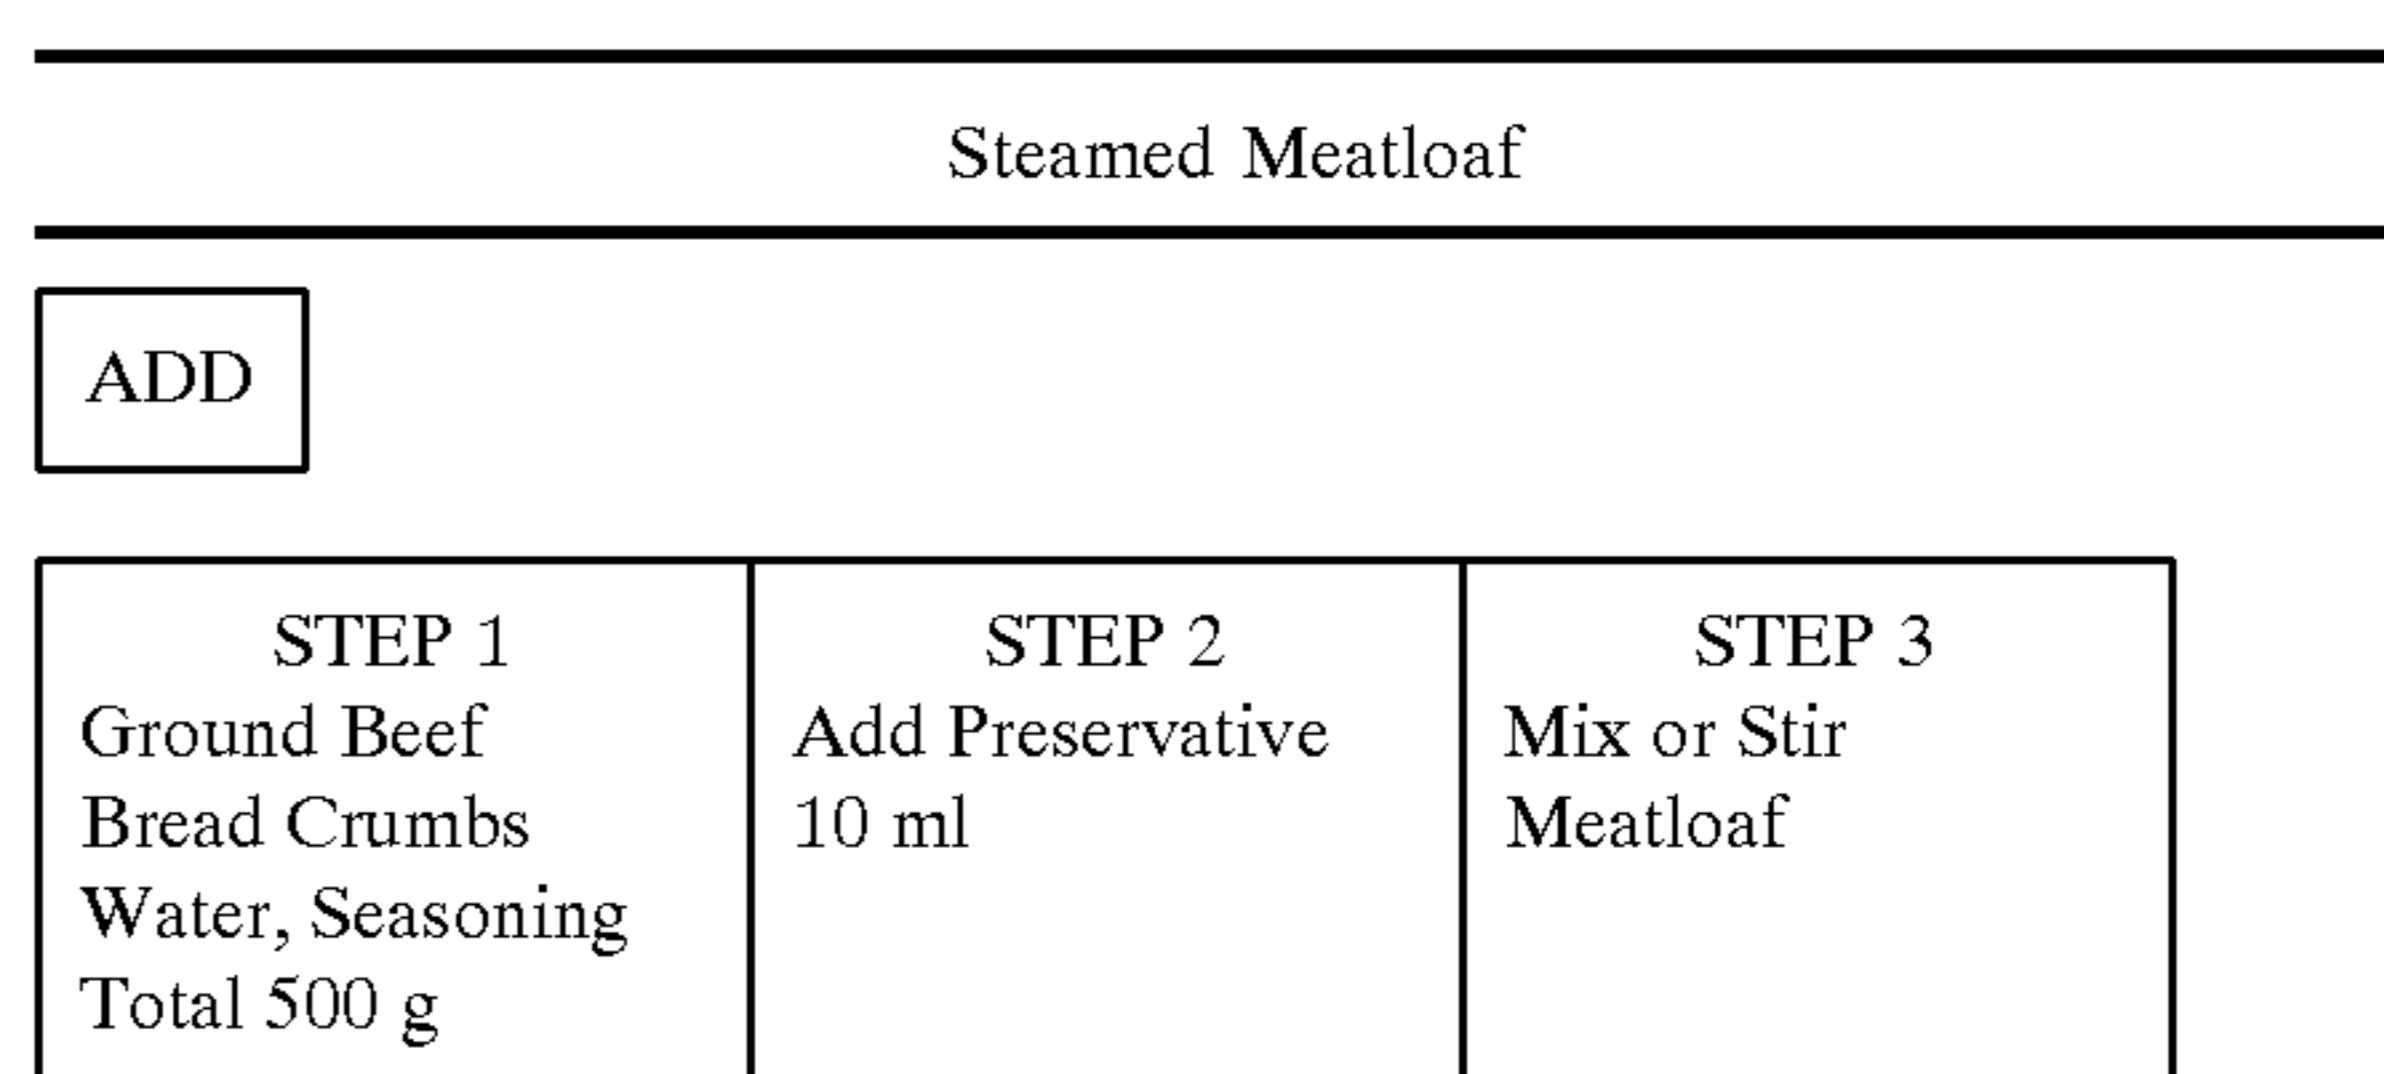 Steamed Meatloaf
ADD
STEP 1
Ground Beef
Bread Crumbs
Water, Seasoning
Total 500 g
STEP 2
Add Preservative
10 ml
STEP 3
Mix or Stir
Meatloaf